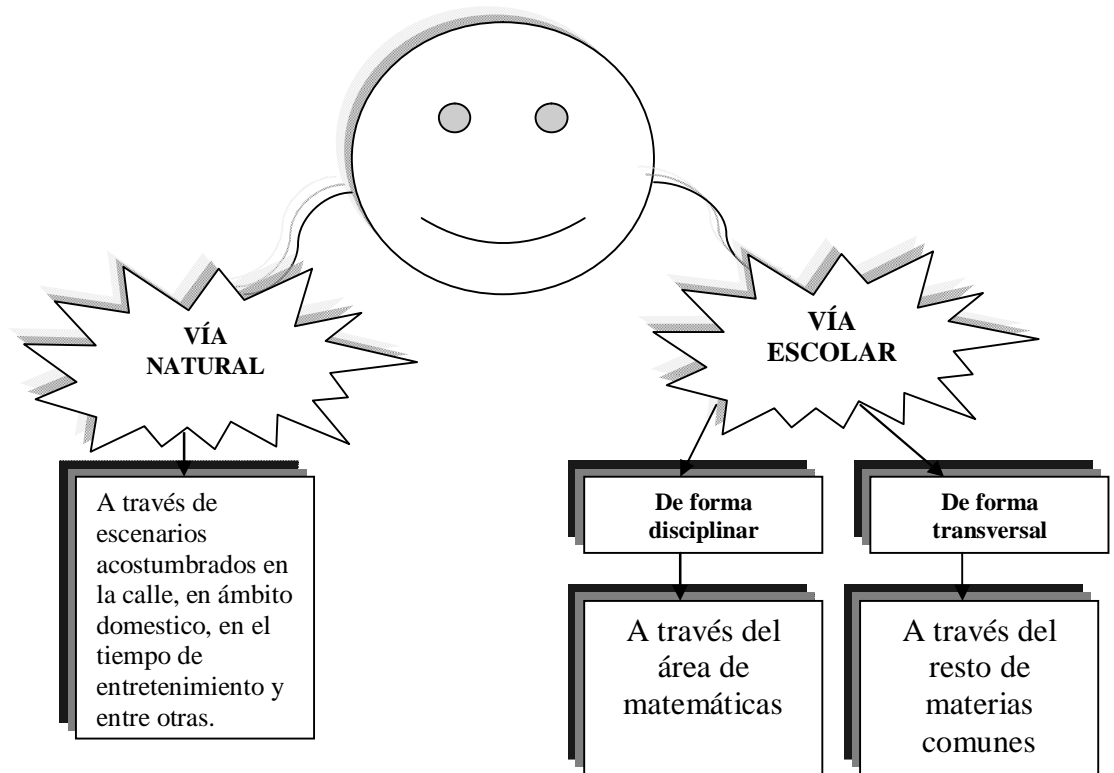 VÍA
NATURAL
A través de
escenarios
acostumbrados en
la calle, en ámbito
domestico, en el
tiempo de
entretenimiento y
entre otras.
VÍA
ESCOLAR
De forma
disciplinar
A través del
área de
matemáticas
De forma
transversal
A través del
resto de
materias
comunes